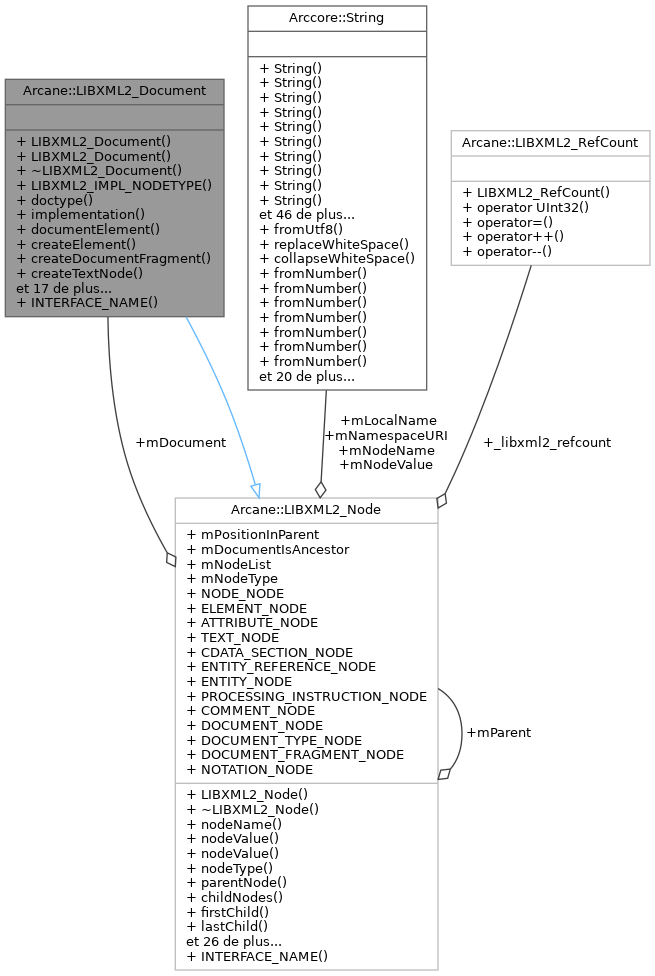 Arccore::String
+ String()
+ String()
+ String()
+ String()
+ String()
+ String()
+ String()
+ String()
+ String()
+ String()
et 46 de plus...
+ fromUtf8()
+ replaceWhiteSpace()
+ collapseWhiteSpace()
+ fromNumber()
+ fromNumber()
+ fromNumber()
+ fromNumber()
+ fromNumber()
+ fromNumber()
+ fromNumber()
et 20 de plus...
Arcane::LIBXML2_Document
+ LIBXML2_Document()
+ LIBXML2_Document()
+ ~LIBXML2_Document()
+ LIBXML2_IMPL_NODETYPE()
+ doctype()
+ implementation()
+ documentElement()
+ createElement()
+ createDocumentFragment()
+ createTextNode()
et 17 de plus...
+ INTERFACE_NAME()
Arcane::LIBXML2_RefCount
+ LIBXML2_RefCount()
+ operator UInt32()
+ operator=()
+ operator++()
+ operator--()
+mDocument
+mLocalName
+mNamespaceURI
+mNodeName
+mNodeValue
+_libxml2_refcount
Arcane::LIBXML2_Node
+ mPositionInParent
+ mDocumentIsAncestor
+ mNodeList
+ mNodeType
+ NODE_NODE
+ ELEMENT_NODE
+ ATTRIBUTE_NODE
+ TEXT_NODE
+ CDATA_SECTION_NODE
+ ENTITY_REFERENCE_NODE
+ ENTITY_NODE
+ PROCESSING_INSTRUCTION_NODE
+ COMMENT_NODE
+ DOCUMENT_NODE
+ DOCUMENT_TYPE_NODE
+ DOCUMENT_FRAGMENT_NODE
+ NOTATION_NODE
+ LIBXML2_Node()
+ ~LIBXML2_Node()
+ nodeName()
+ nodeValue()
+ nodeValue()
+ nodeType()
+ parentNode()
+ childNodes()
+ firstChild()
+ lastChild()
et 26 de plus...
+ INTERFACE_NAME()
+mParent